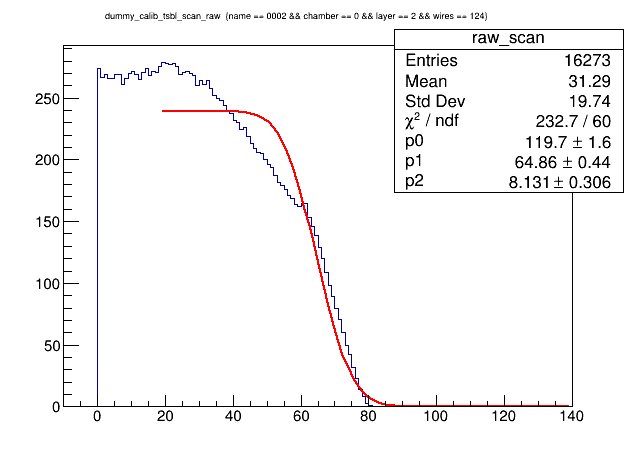 dummy_calib_tsbl_scan_raw (name == 0002 && chamber == 0 && layer == 2 && wires == 124)
raw_scan
Entries 16273
Mean 31.29
Std Dev 19.74
χ² / ndf 232.7 / 60
p0 119.7 ± 1.6
p1 64.86 ± 0.44
p2 8.131 ± 0.306
250
200
150
100
50
0
0 20 40 60 80 100 120 140